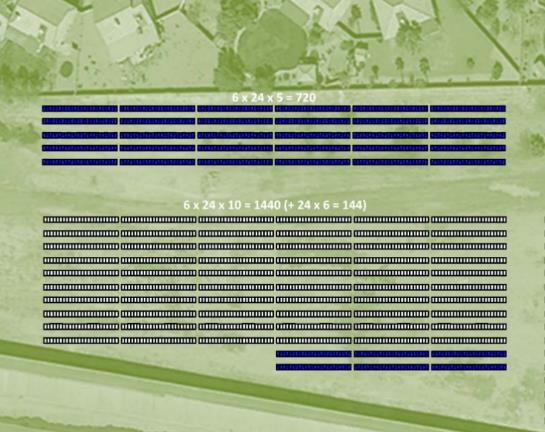 6 x 24 x 5 = 720
6 x 24 x 10 = 1440 (+ 24 x 6 = 144)